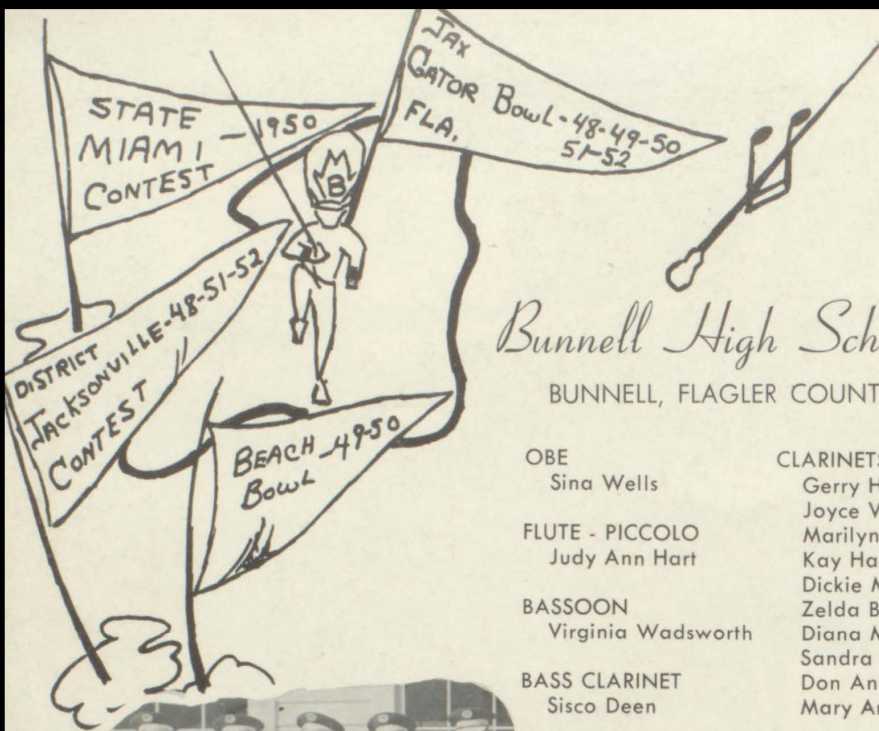 STATE
MIAMI - 1950
CONTEST
JAX
GATOR BOWL - 48-49-50
FLA. 51-52
B
DISTRICT
JACKSONVILLE-48-51-52
CONTEST
BEACH - 49-50
BOWL
Bunnell High Sch
BUNNELL, FLAGLER COUNT
OBE
Sina Wells
FLUTE - PICCOLO
Judy Ann Hart
BASSOON
Virginia Wadsworth
BASS CLARINET
Sisco Deen
CLARINETS
Gerry H
Joyce V
Marilyn
Kay Ha
Dickie M
Zelda B
Diana M
Sandra
Don An
Mary Ar